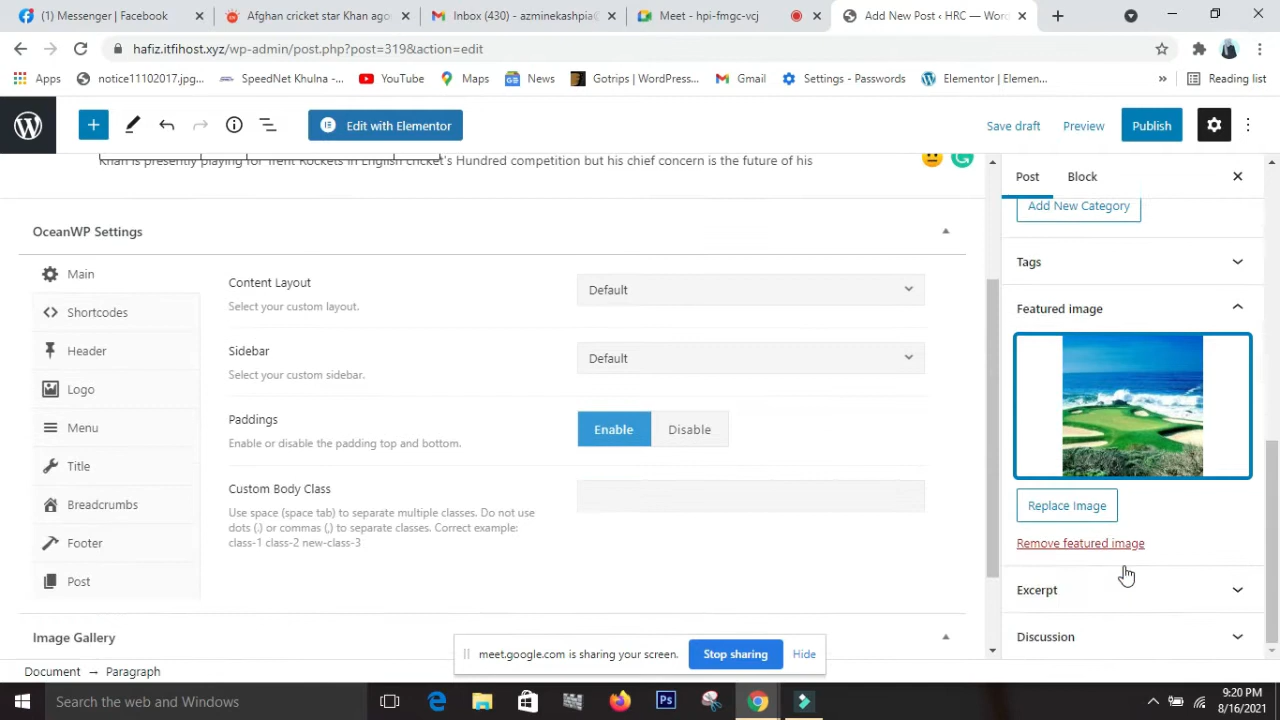 (1) Messenger | Facebook
Afghan cricket star Khan ago
Inbox (430) - azminekashpia@
Meet - hpi-fmgc-vcj
Add New Post ‹ HRC — Wor
hafiz.itfihost.xyz/wp-admin/post.php?post=319&action=edit
Apps
notice11102017.jpg...
SpeedNet Khulna -...
YouTube
Maps
News
Gotrips | WordPress...
Gmail
Settings - Passwords
Elementor | Elemen...
»
Reading list
Edit with Elementor
Save draft
Preview
Publish
Khan is presently playing for Trent Rockets in English cricket's Hundred competition but his chief concern is the future of his
Post
Block
Add New Category
OceanWP Settings
Main
Shortcodes
Header
Logo
Menu
Title
Breadcrumbs
Footer
Post
Content Layout
Select your custom layout.
Default
Sidebar
Select your custom sidebar.
Default
Paddings
Enable or disable the padding top and bottom.
Enable
Disable
Custom Body Class
Use space (space tab) to separate multiple classes. Do not use
dots (.) or commas (,) to separate classes. Correct example:
class-1 class-2 new-class-3
Tags
Featured image
Replace Image
Remove featured image
Excerpt
Discussion
Image Gallery
meet.google.com is sharing your screen.
Stop sharing
Hide
Document → Paragraph
Search the web and Windows
Ps
9:20 PM
8/16/2021